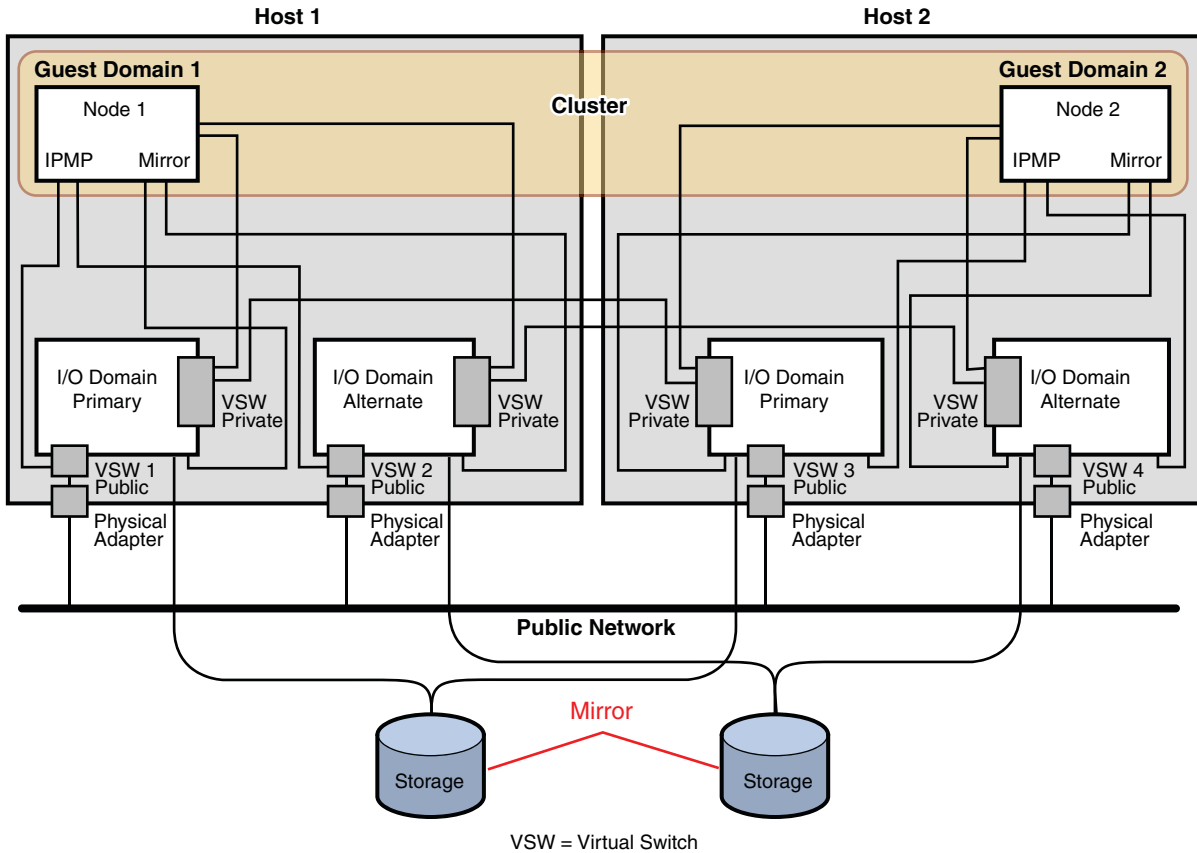 Host 1
Host 2
Guest Domain 1
Guest Domain 2
Cluster
Node 1
IPMP
Mirror
Node 2
IPMP
Mirror
I/O Domain
Primary
VSW
Private
I/O Domain
Alternate
VSW
Private
VSW
Private
I/O Domain
Primary
VSW
Private
I/O Domain
Alternate
VSW 1
Public
VSW 2
Public
VSW 3
Public
VSW 4
Public
Physical
Adapter
Physical
Adapter
Physical
Adapter
Physical
Adapter
Public Network
Mirror
Storage
Storage
VSW = Virtual Switch